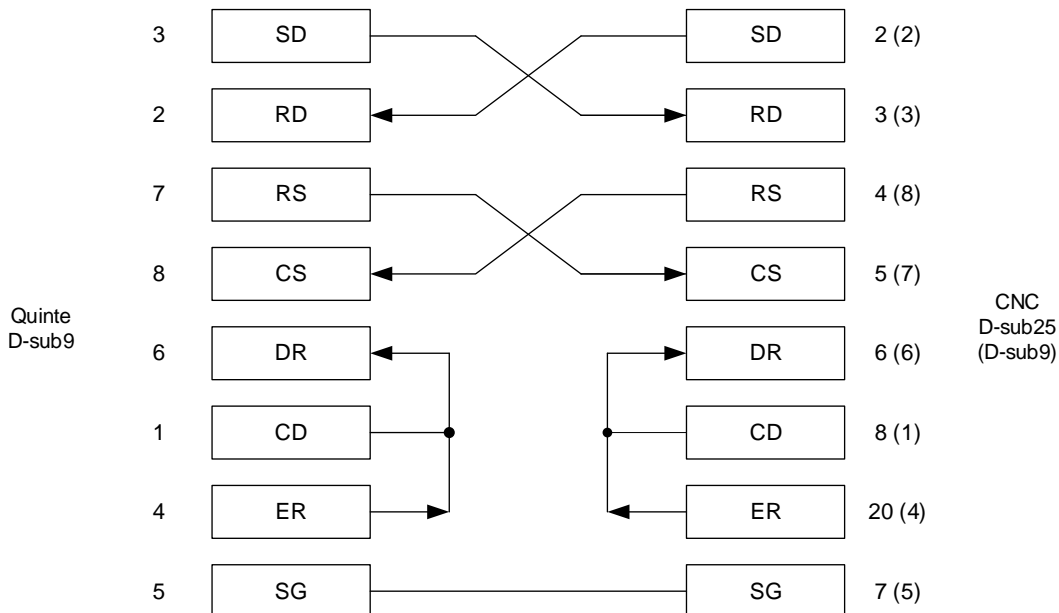 3 SD SD 2 (2)
2 RD RD 3 (3)
7 RS RS 4 (8)
8 CS CS 5 (7)
Quinte
D-sub9
CNC
D-sub25
(D-sub9)
6 DR DR 6 (6)
1 CD CD 8 (1)
4 ER ER 20 (4)
5 SG SG 7 (5)